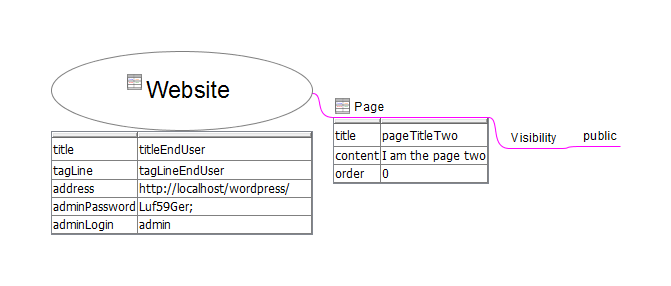 Website
title titleEndUser
tagLine tagLineEndUser
address http://localhost/wordpress/
adminPassword Luf59Ger;
adminLogin admin
Page
title pageTitleTwo
content I am the page two
order 0
Visibility
public